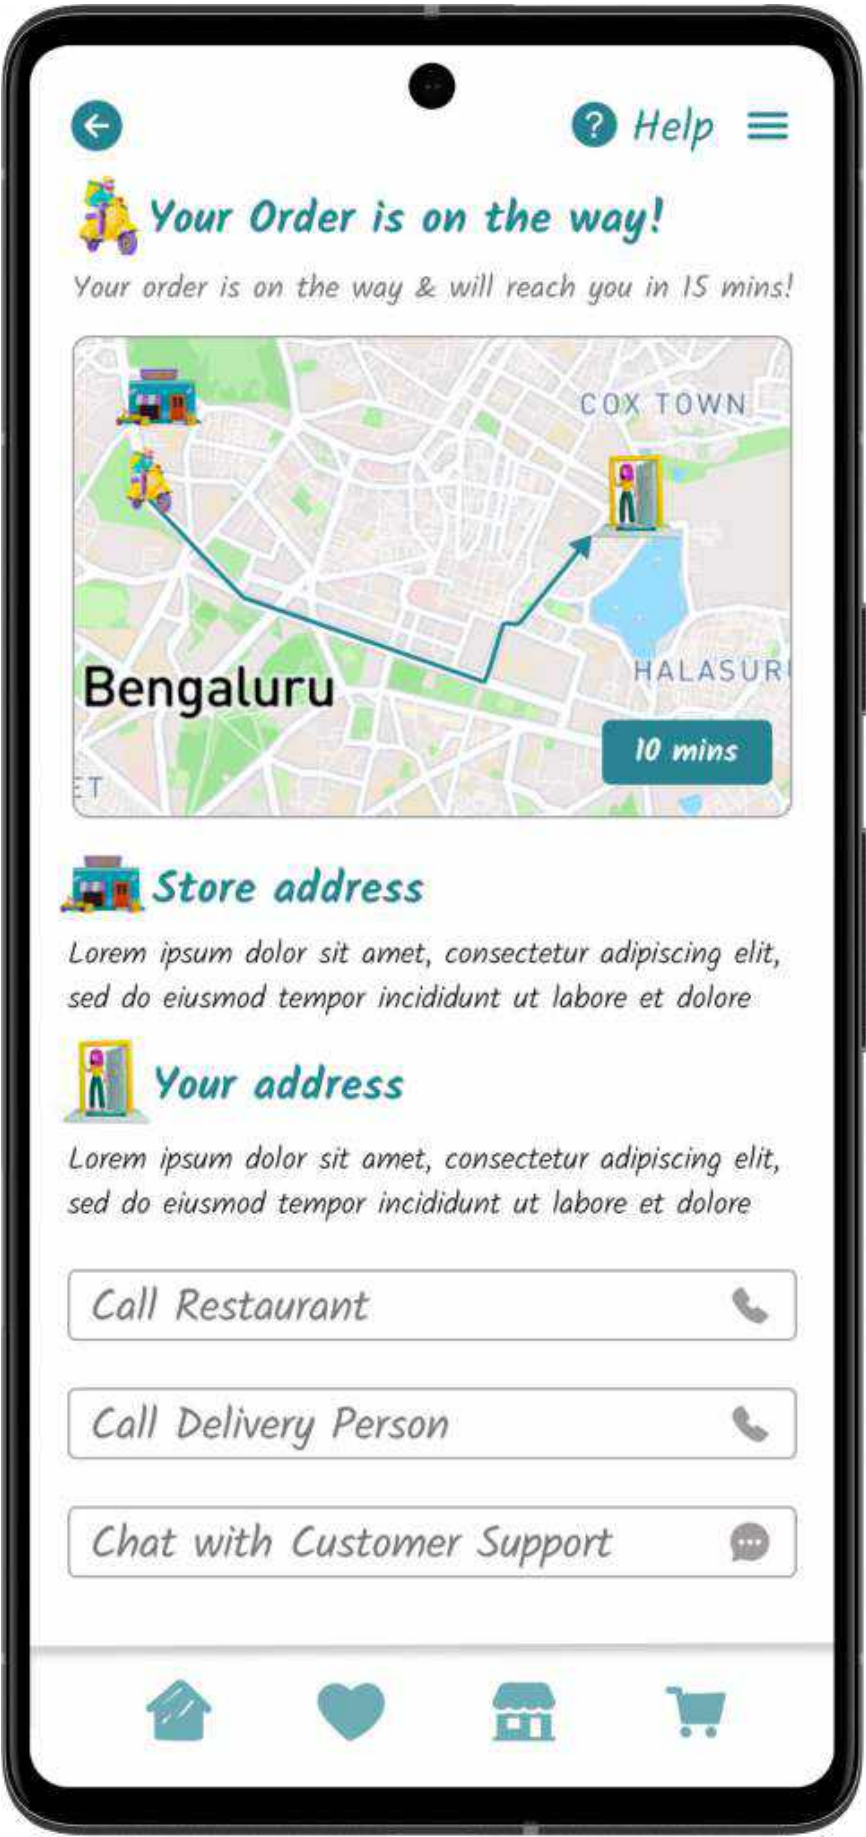 ? Help
Your Order is on the way!
Your order is on the way & will reach you in 15 mins!
COX TOWN
Bengaluru
HALASUR
10 mins
ET
Store address
Lorem ipsum dolor sit amet, consectetur adipiscing elit,
sed do eiusmod tempor incididunt ut labore et dolore
Your address
Lorem ipsum dolor sit amet, consectetur adipiscing elit,
sed do eiusmod tempor incididunt ut labore et dolore
Call Restaurant
Call Delivery Person
Chat with Customer Support